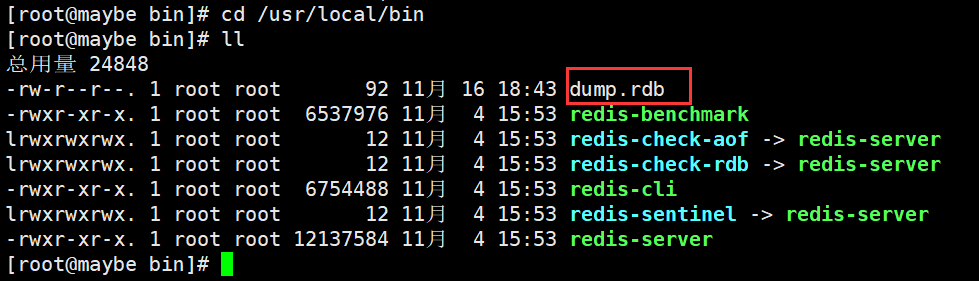 [root@maybe bin]# cd /usr/local/bin
[root@maybe bin]# ll
总用量 24848
-rw-r--r--. 1 root root       92 11月 16 18:43 dump.rdb
-rwxr-xr-x. 1 root root  6537976 11月  4 15:53 redis-benchmark
lrwxrwxrwx. 1 root root       12 11月  4 15:53 redis-check-aof -> redis-server
lrwxrwxrwx. 1 root root       12 11月  4 15:53 redis-check-rdb -> redis-server
-rwxr-xr-x. 1 root root  6754488 11月  4 15:53 redis-cli
lrwxrwxrwx. 1 root root       12 11月  4 15:53 redis-sentinel -> redis-server
-rwxr-xr-x. 1 root root 12137584 11月  4 15:53 redis-server
[root@maybe bin]#